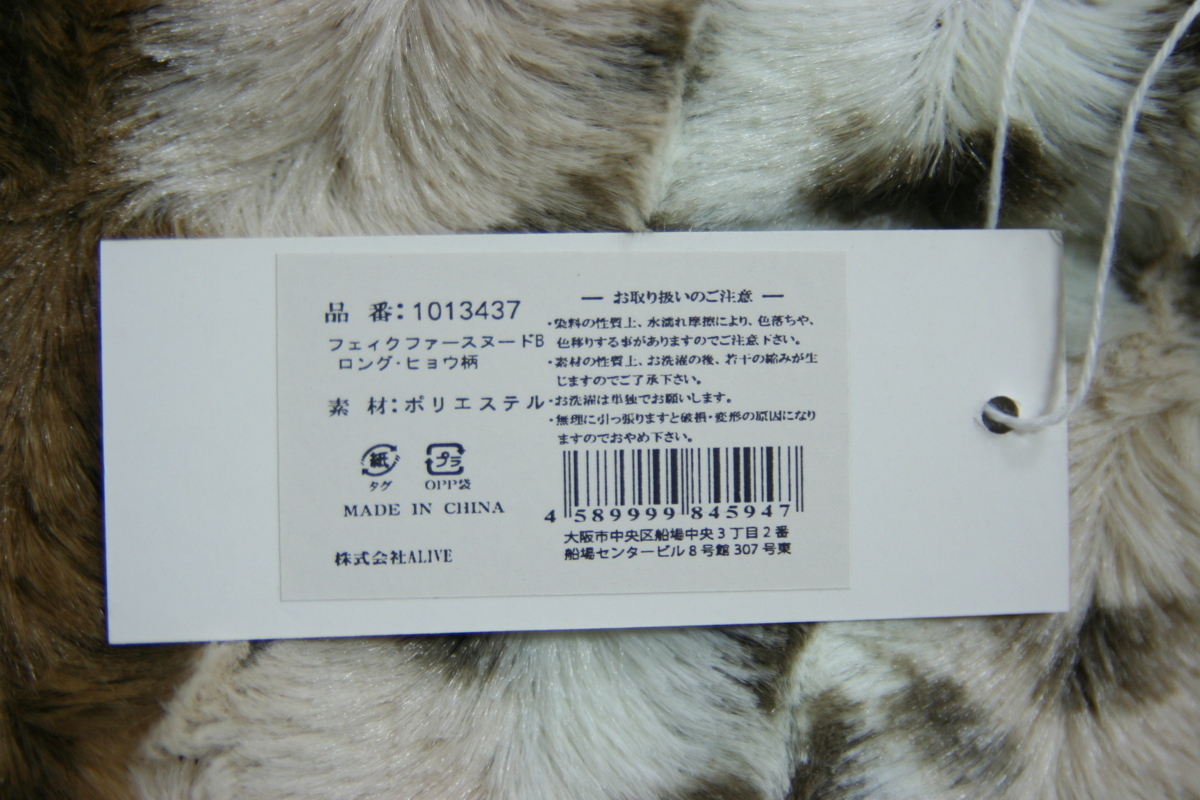 品 番：1013437
フェィクファースヌードB
ロング・ヒョウ柄
素 材：ポリエステル
紙
タグ
プラ
OPP袋
MADE IN CHINA
株式会社ALIVE
― お取り扱いのご注意 ―
・染料の性質上、水濡れ摩擦により、色落ちや、
色移りする事がありますのでご注意下さい。
・素材の性質上、お洗濯の後、若干の縮みが生
じますのでご了承下さい。
・お洗濯は単独でお願いします。
・無理に引っ張りますと破損・変形の原因になり
ますのでおやめ下さい。
4 589999 845947
大阪市中央区船場中央３丁目２番
船場センタービル８号館307号東